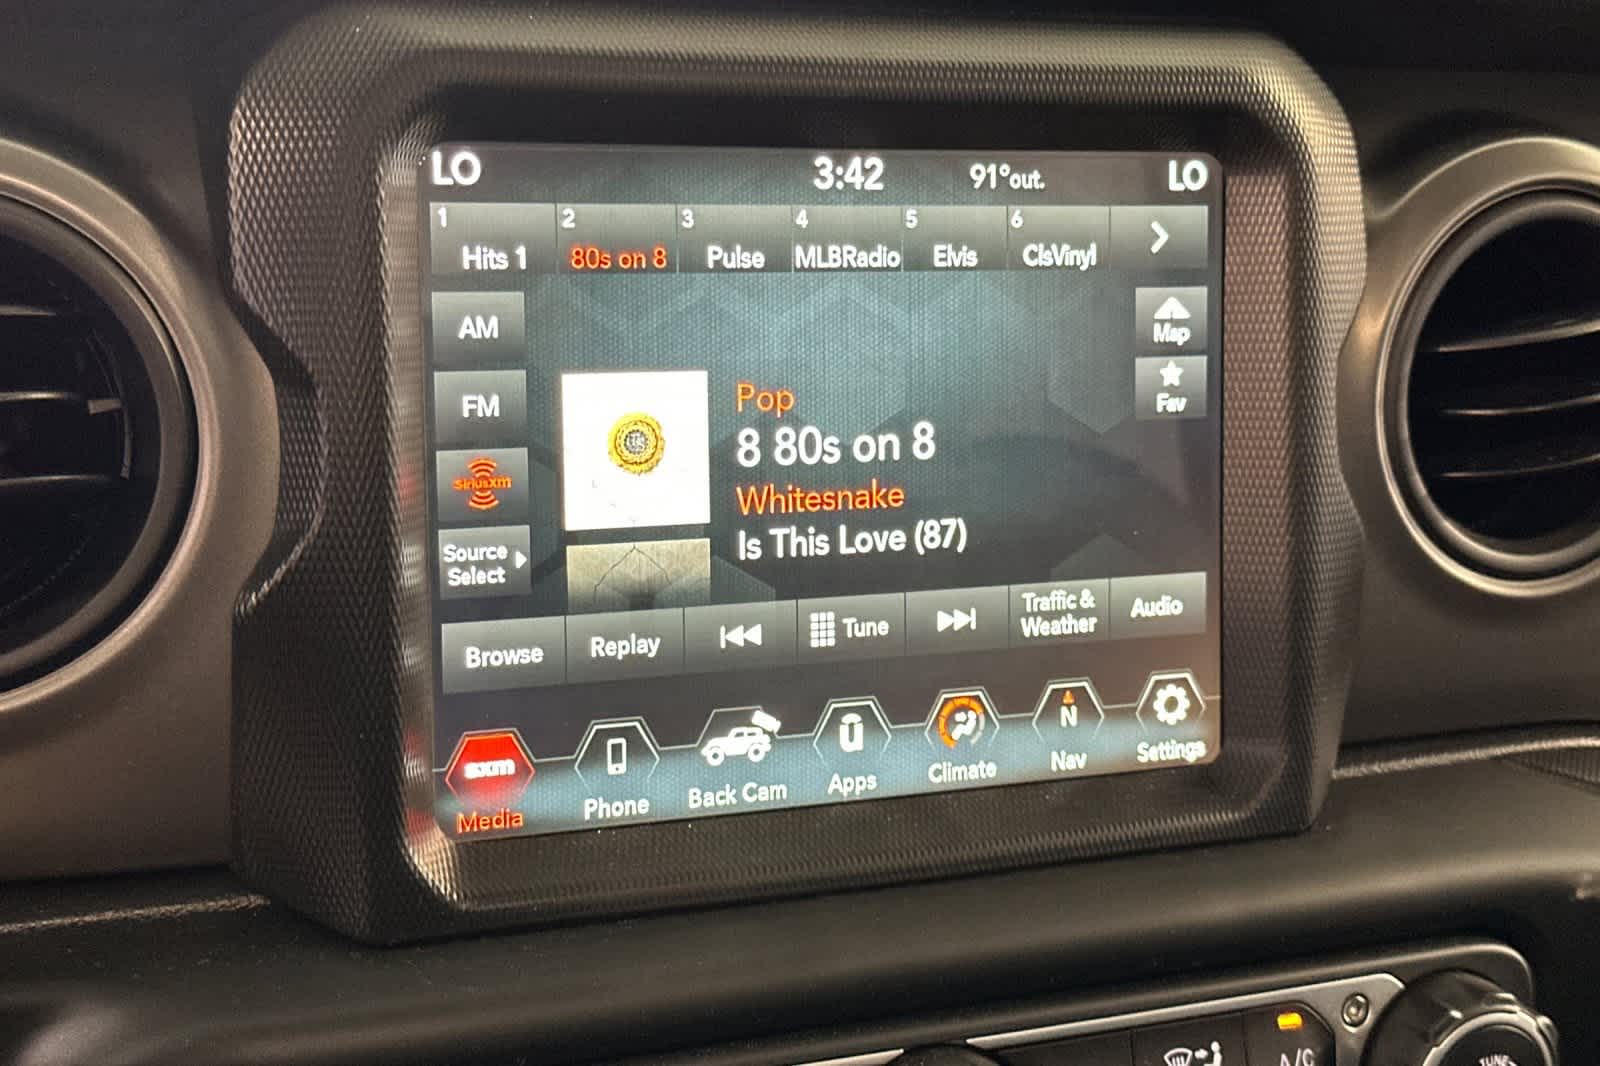 LO 3:42 91°out. LO
1 2 3 4 5 6
Hits 1 80s on 8 Pulse MLBRadio Elvis ClsVinyl
AM
Map
FM
Fav
Pop
8 80s on 8
SiriusXM
Whitesnake
Is This Love (87)
Source
Select
Browse Replay Tune Traffic &
Weather Audio
sxm
N
Media Phone Back Cam Apps Climate Nav Settings
A/C
TUNE